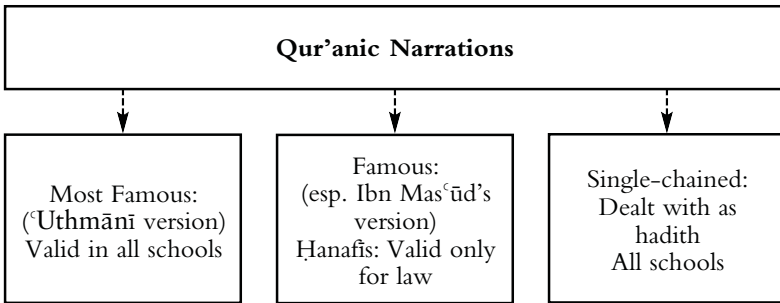 Qur’anic Narrations
Most Famous:
(ʿUthmānī version)
Valid in all schools
Famous:
(esp. Ibn Masʿūd’s
version)
Ḥanafīs: Valid only
for law
Single-chained:
Dealt with as
hadith
All schools